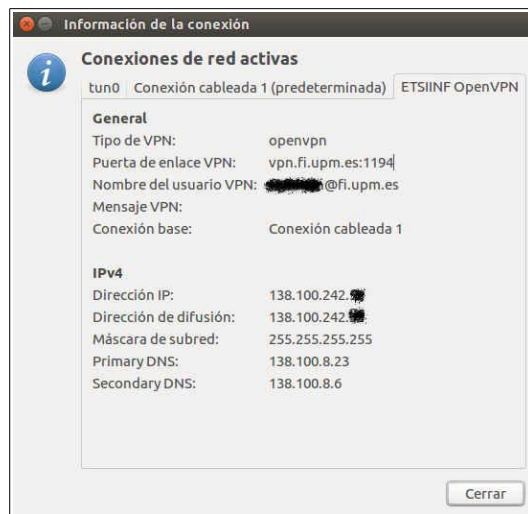 Información de la conexión
Conexiones de red activas
tun0 Conexión cableada 1 (predeterminada) ETSIINF OpenVPN
General
Tipo de VPN: openvpn
Puerta de enlace VPN: vpn.fi.upm.es:1194
Nombre del usuario VPN: @fi.upm.es
Mensaje VPN:
Conexión base: Conexión cableada 1
IPv4
Dirección IP: 138.100.242.
Dirección de difusión: 138.100.242.
Máscara de subred: 255.255.255.255
Primary DNS: 138.100.8.23
Secondary DNS: 138.100.8.6
Cerrar